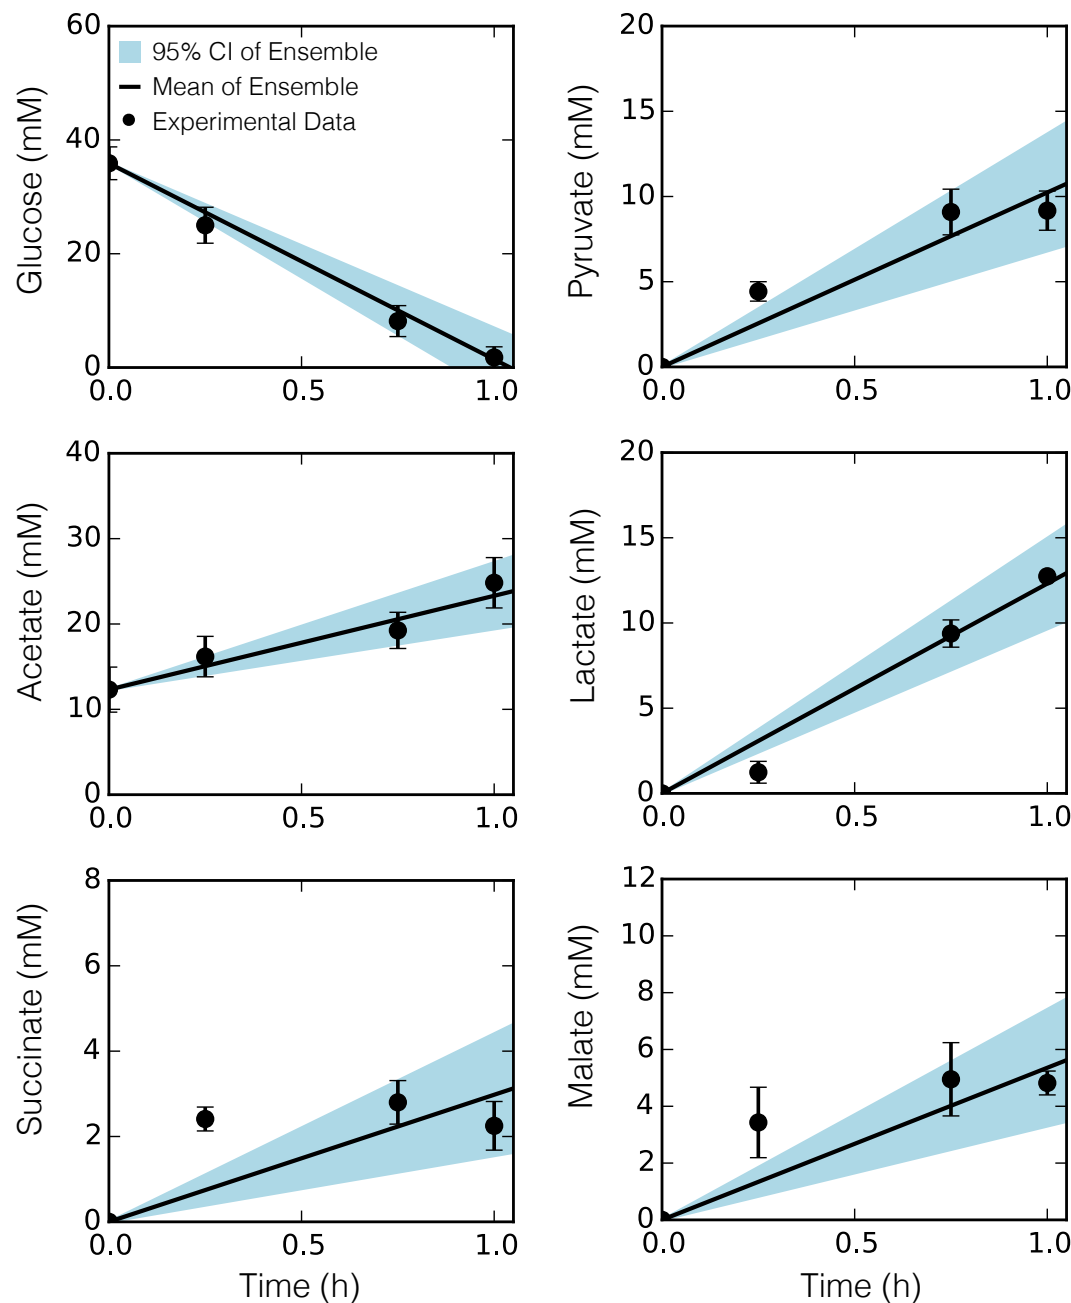 60
40
20
0
Glucose (mM)
95% CI of Ensemble
Mean of Ensemble
Experimental Data
0.0 0.5 1.0
20
15
10
5
0
Pyruvate (mM)
0.0 0.5 1.0
40
30
20
10
0
Acetate (mM)
0.0 0.5 1.0
20
15
10
5
0
Lactate (mM)
0.0 0.5 1.0
8
6
4
2
0
Succinate (mM)
0.0 0.5 1.0
Time (h)
12
10
8
6
4
2
0
Malate (mM)
0.0 0.5 1.0
Time (h)